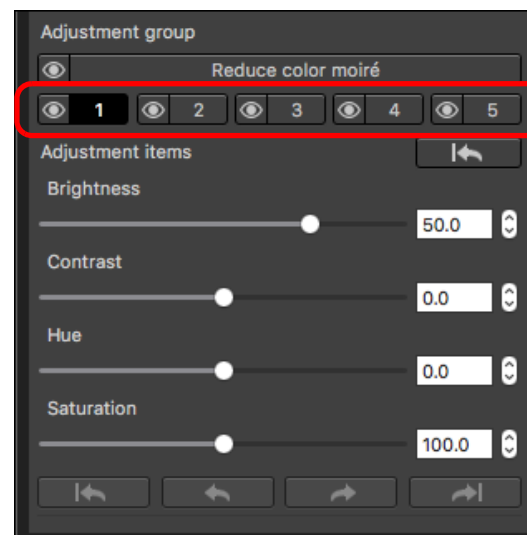 Adjustment group
Reduce color moiré
1 2 3 4 5
Adjustment items
Brightness
50.0
Contrast
0.0
Hue
0.0
Saturation
100.0